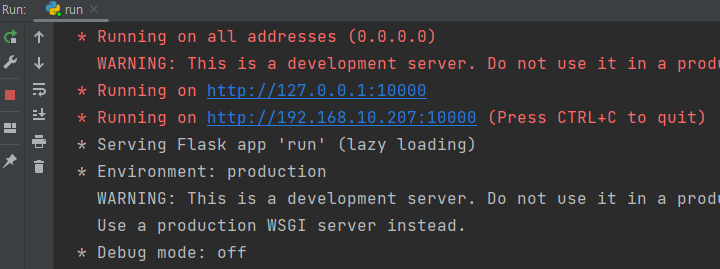 Run: run
* Running on all addresses (0.0.0.0)
WARNING: This is a development server. Do not use it in a
* Running on http://127.0.0.1:10000
* Running on http://192.168.10.207:10000 (Press CTRL+C to quit)
* Serving Flask app 'run' (lazy loading)
* Environment: production
WARNING: This is a development server. Do not use it in a
Use a production WSGI server instead.
* Debug mode: off